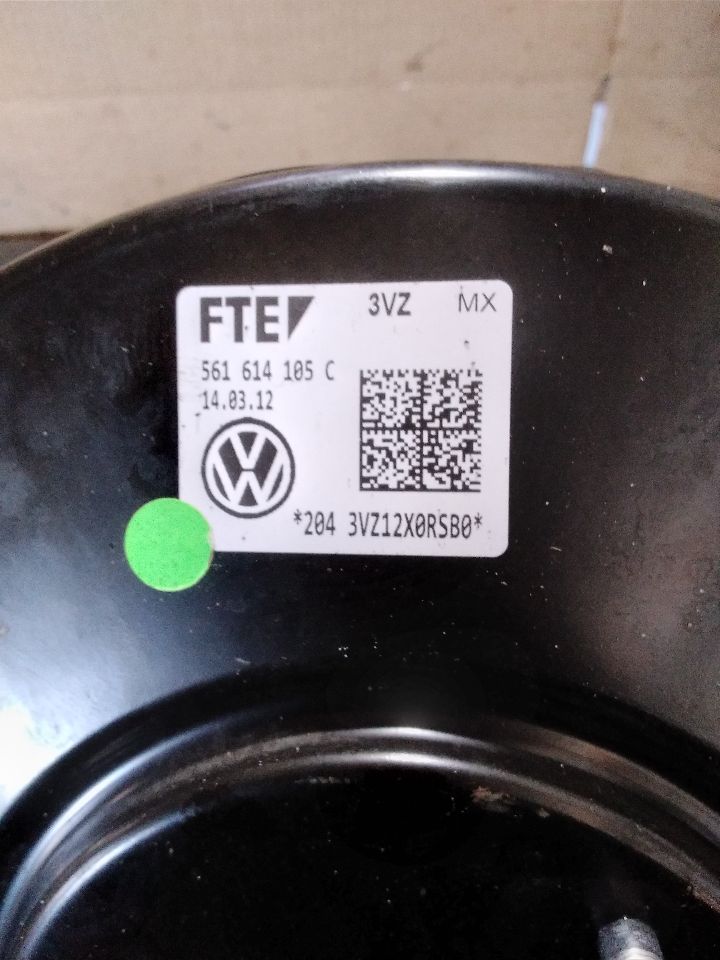 FTE 3VZ MX
561 614 105 C
14.03.12
*204 3VZ12X0RSB0*